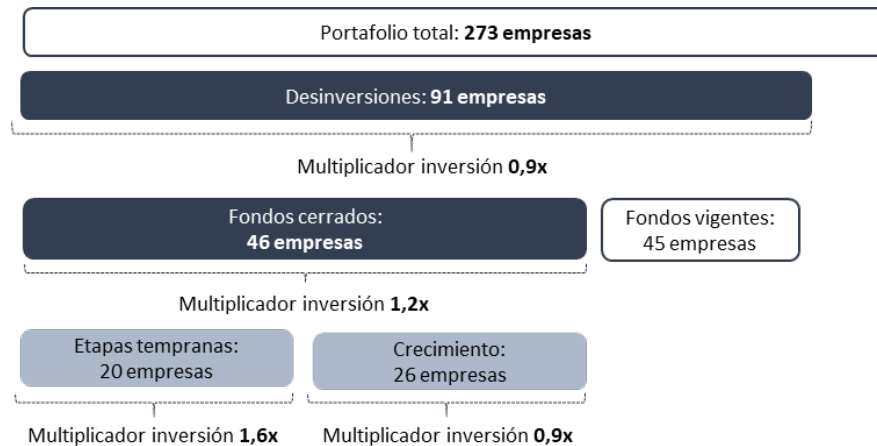 Portafolio total: 273 empresas
Desinversiones: 91 empresas
Multiplicador inversión 0,9x
Fondos cerrados:
46 empresas
Fondos vigentes:
45 empresas
Multiplicador inversión 1,2x
Etapas tempranas:
20 empresas
Crecimiento:
26 empresas
Multiplicador inversión 1,6x
Multiplicador inversión 0,9x